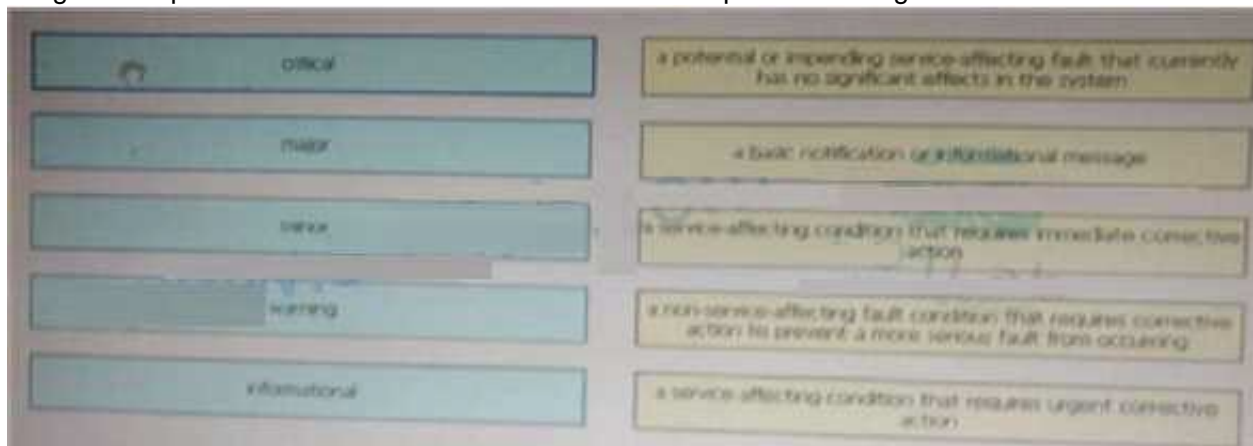 critical
a potential or impending service-affecting fault that currently
has no significant effects in the system
major
a basic notification or informational message
minor
a service-affecting condition that requires immediate corrective
action
warning
a non-service-affecting fault condition that requires corrective
action to prevent a more serious fault from occurring
informational
a service-affecting condition that requires urgent corrective
action